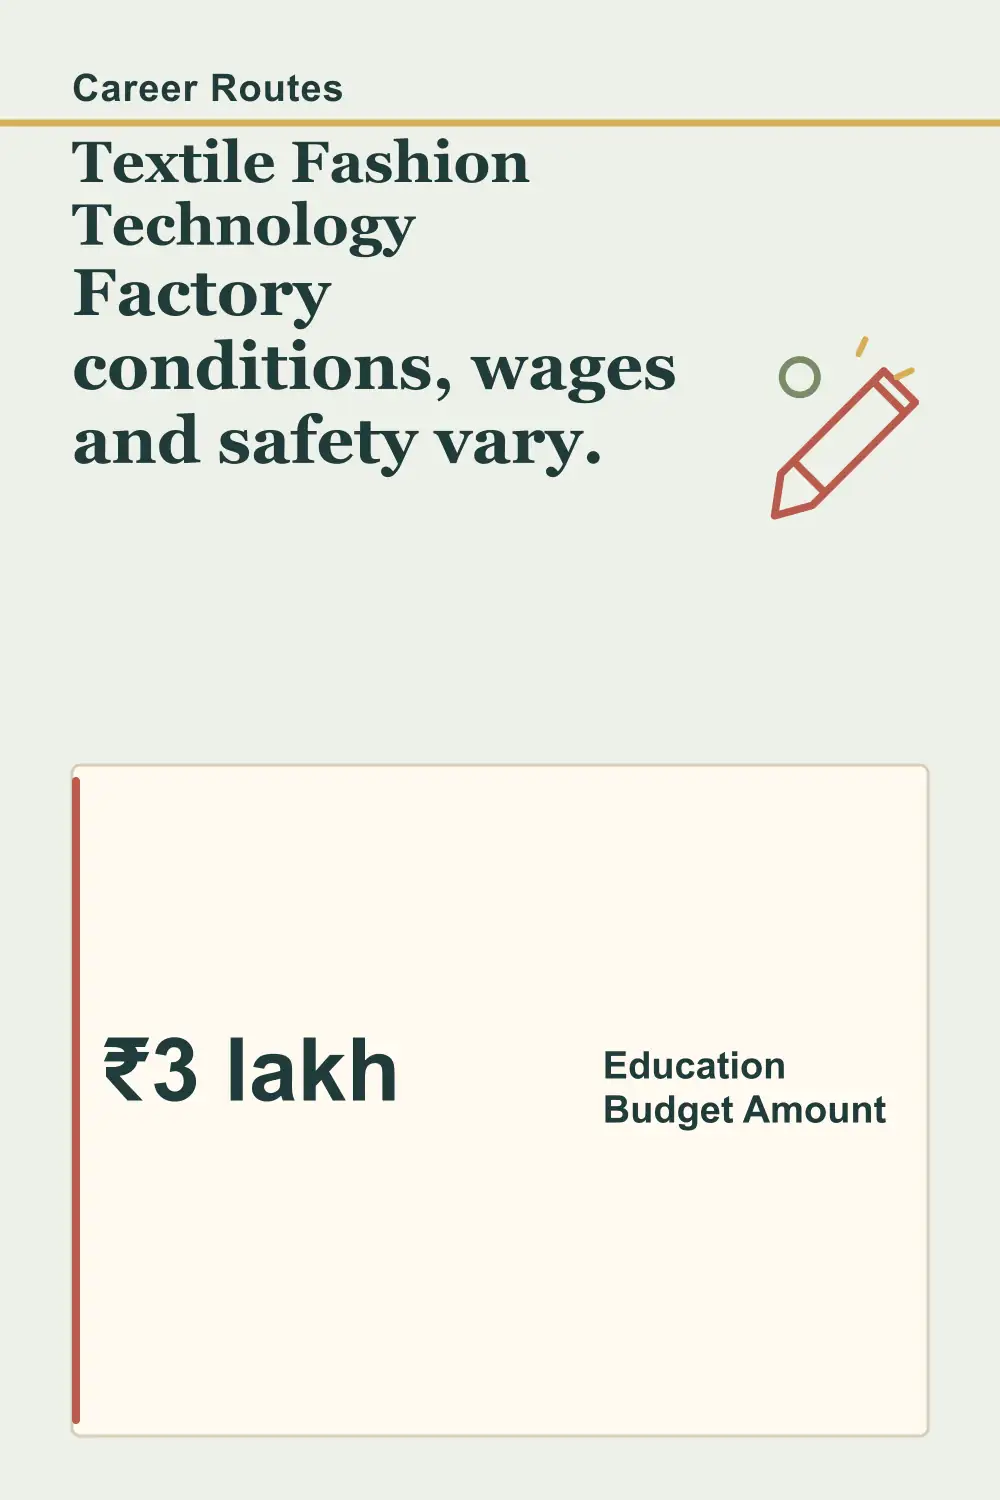 Career Routes
Textile Fashion
Technology
Factory
conditions, wages
and safety vary.
₹3 lakh
Education
Budget Amount